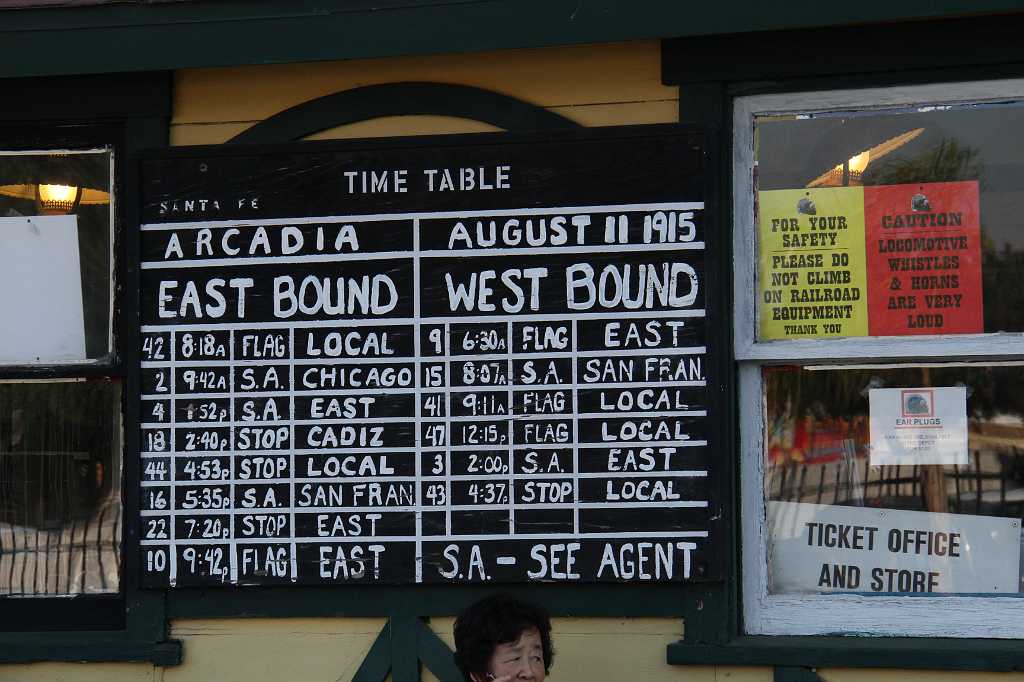 TIME TABLE
SANTA FE
ARCADIA AUGUST 11 1915
EAST BOUND WEST BOUND
42 8:18A FLAG LOCAL 9 6:30A FLAG EAST
2 9:42A S.A. CHICAGO 15 8:07A S.A. SAN FRAN.
4 1:52P S.A. EAST 41 9:11A FLAG LOCAL
18 2:40P STOP CADIZ 47 12:15P FLAG LOCAL
44 4:53P STOP LOCAL 3 2:00P S.A. EAST
16 5:35P S.A. SAN FRAN. 43 4:37P STOP LOCAL
22 7:20P STOP EAST
10 9:42P FLAG EAST S.A. - SEE AGENT
FOR YOUR
SAFETY
PLEASE DO
NOT CLIMB
ON RAILROAD
EQUIPMENT
THANK YOU
CAUTION
LOCOMOTIVE
WHISTLES
& HORNS
ARE VERY
LOUD
EAR PLUGS
TICKET OFFICE
AND STORE